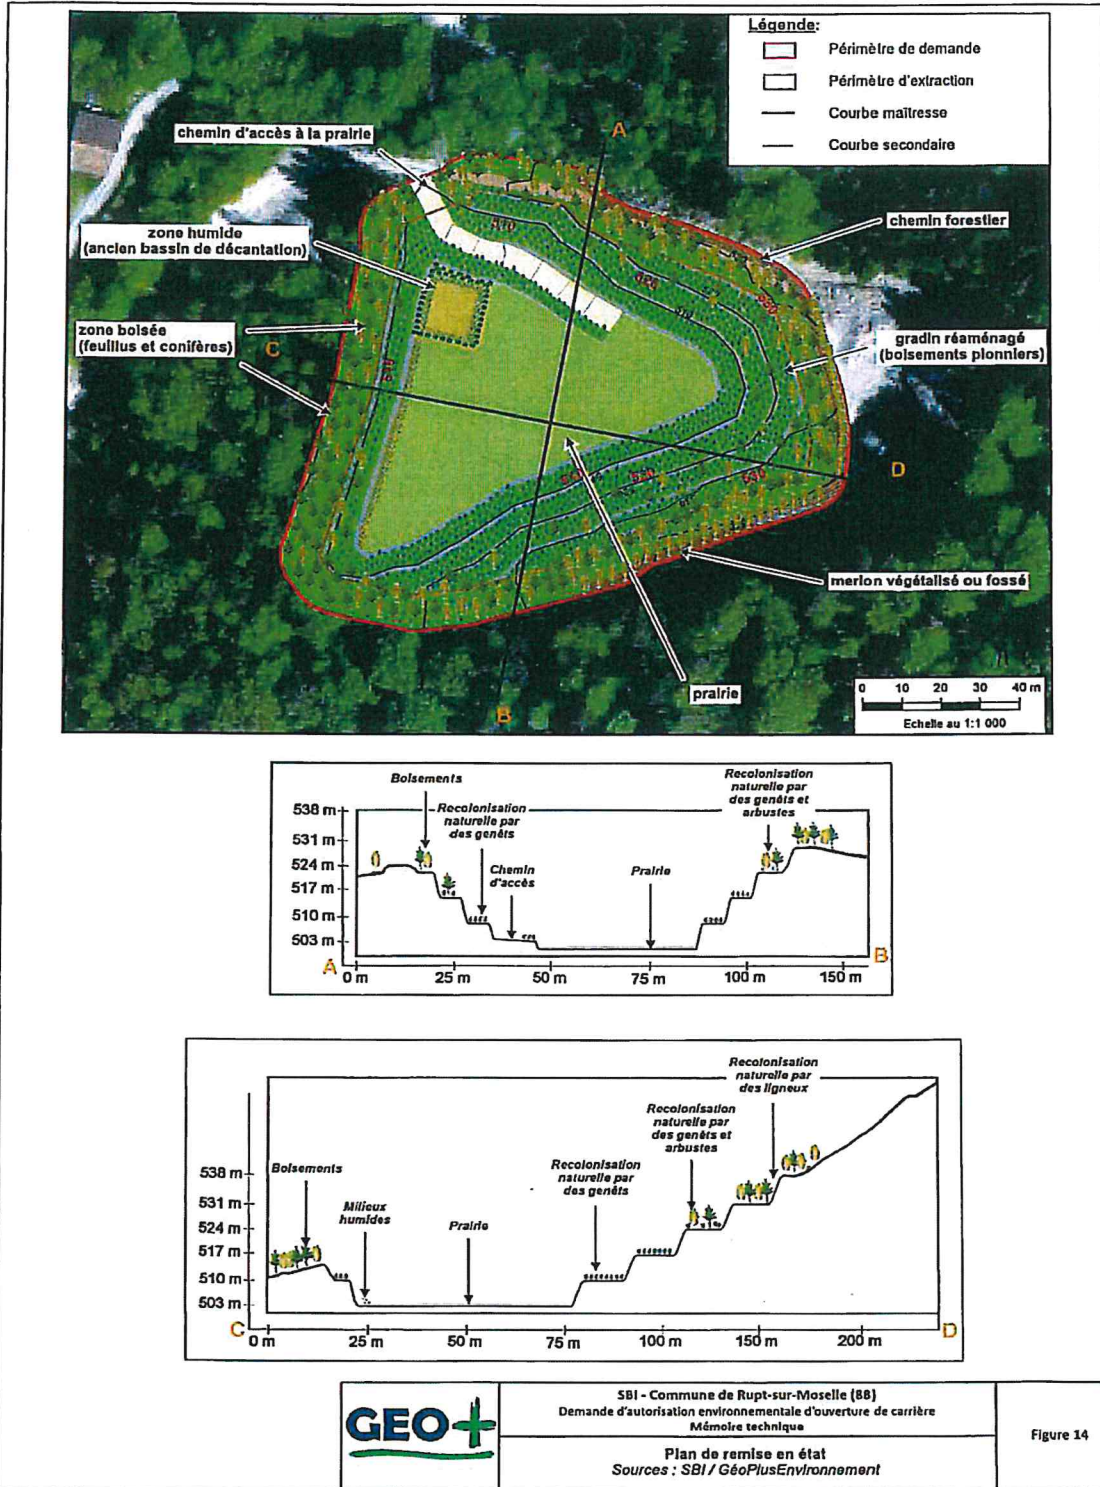 Légende:
Périmètre de demande
Périmètre d'extraction
Courbe maîtresse
Courbe secondaire
A
chemin d'accès à la prairie
zone humide
(ancien bassin de décantation)
chemin forestier
zone boisée
(feuillus et conifères)
C
gradin réaménagé
(boisements pionniers)
510
530
D
merlon végétalisé ou fossé
prairie
B
0 10 20 30 40 m
Echelle au 1:1 000
Boisements
Recolonisation
naturelle par
des genêts
Chemin
d'accès
Prairie
Recolonisation
naturelle par
des genêts et
arbustes
538 m
531 m
524 m
517 m
510 m
503 m
A
B
0 m 25 m 50 m 75 m 100 m 150 m
Recolonisation
naturelle par
des ligneux
Recolonisation
naturelle par
des genêts et
arbustes
Recolonisation
naturelle par
des genêts
Boisements
Milieux
humides
Prairie
538 m
531 m
524 m
517 m
510 m
503 m
C
D
0 m 25 m 50 m 75 m 100 m 150 m 200 m
GEO+
SBI - Commune de Rupt-sur-Moselle (88)
Demande d'autorisation environnementale d'ouverture de carrière
Mémoire technique
Plan de remise en état
Sources : SBI / GéoPlusEnvironnement
Figure 14